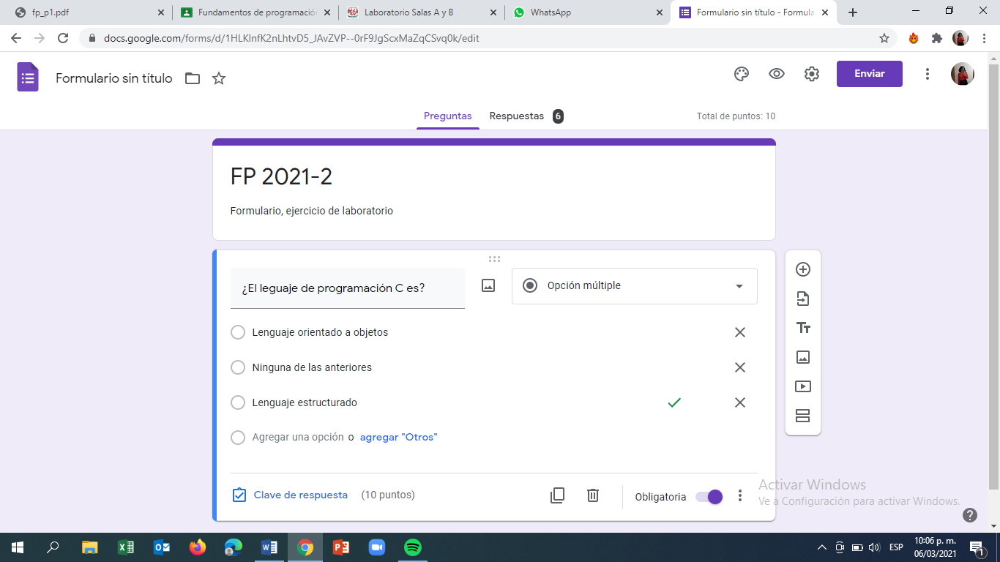 fp_p1.pdf
Fundamentos de programación
Laboratorio Salas A y B
WhatsApp
Formulario sin título - Formula
docs.google.com/forms/d/1HLKlnfK2nLhtvD5_JAvZVP--0rF9JgScxMaZqCSvq0k/edit
Formulario sin título
Enviar
Preguntas
Respuestas 6
Total de puntos: 10
FP 2021-2
Formulario, ejercicio de laboratorio
¿El leguaje de programación C es?
Opción múltiple
Lenguaje orientado a objetos
Ninguna de las anteriores
Lenguaje estructurado
Agregar una opción o agregar "Otros"
Clave de respuesta (10 puntos)
Obligatoria
Activar Windows
Ve a Configuración para activar Windows.
ESP
10:06 p. m.
06/03/2021
1